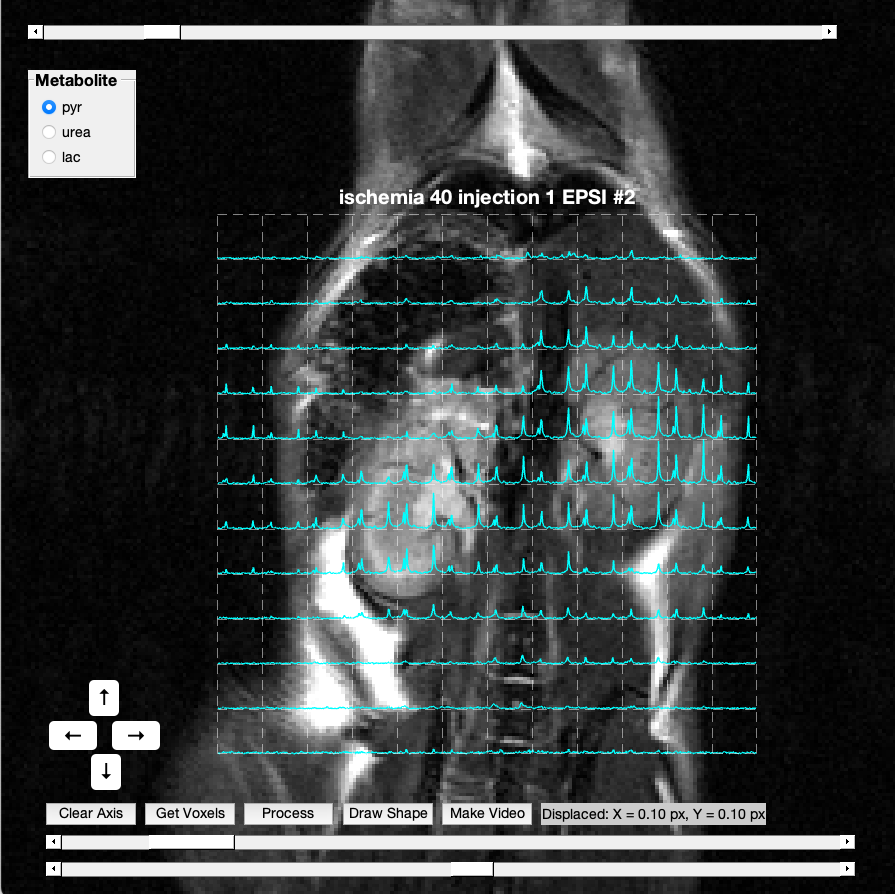 Metabolite
pyr
urea
lac
ischemia 40 injection 1 EPSI #2
Clear Axis
Get Voxels
Process
Draw Shape
Make Video
Displaced: X = 0.10 px, Y = 0.10 px